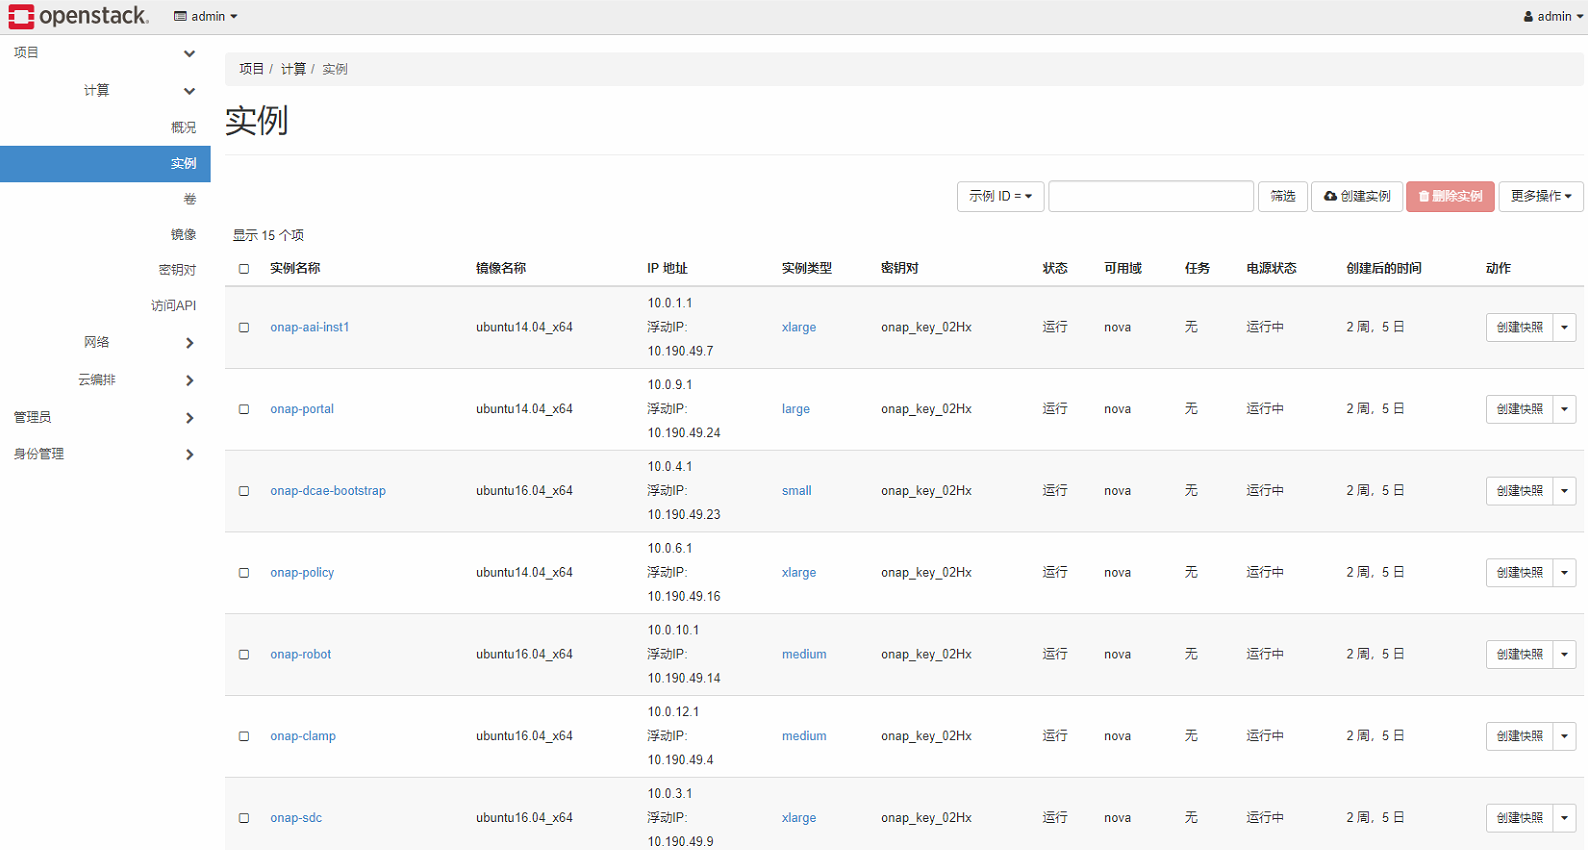 openstack. admin admin
项目
计算
概况
实例
卷
镜像
密钥对
访问API
网络
云编排
管理员
身份管理
项目 / 计算 / 实例
实例
示例 ID = 筛选 创建实例 删除实例 更多操作
显示 15 个项
实例名称 镜像名称 IP 地址 实例类型 密钥对 状态 可用域 任务 电源状态 创建后的时间 动作
10.0.1.1
onap-aai-inst1 ubuntu14.04_x64 浮动IP: xlarge onap_key_02Hx 运行 nova 无 运行中 2 周，5 日 创建快照
10.190.49.7
10.0.9.1
onap-portal ubuntu14.04_x64 浮动IP: large onap_key_02Hx 运行 nova 无 运行中 2 周，5 日 创建快照
10.190.49.24
10.0.4.1
onap-dcae-bootstrap ubuntu16.04_x64 浮动IP: small onap_key_02Hx 运行 nova 无 运行中 2 周，5 日 创建快照
10.190.49.23
10.0.6.1
onap-policy ubuntu14.04_x64 浮动IP: xlarge onap_key_02Hx 运行 nova 无 运行中 2 周，5 日 创建快照
10.190.49.16
10.0.10.1
onap-robot ubuntu16.04_x64 浮动IP: medium onap_key_02Hx 运行 nova 无 运行中 2 周，5 日 创建快照
10.190.49.14
10.0.12.1
onap-clamp ubuntu16.04_x64 浮动IP: medium onap_key_02Hx 运行 nova 无 运行中 2 周，5 日 创建快照
10.190.49.4
10.0.3.1
onap-sdc ubuntu16.04_x64 浮动IP: xlarge onap_key_02Hx 运行 nova 无 运行中 2 周，5 日 创建快照
10.190.49.9